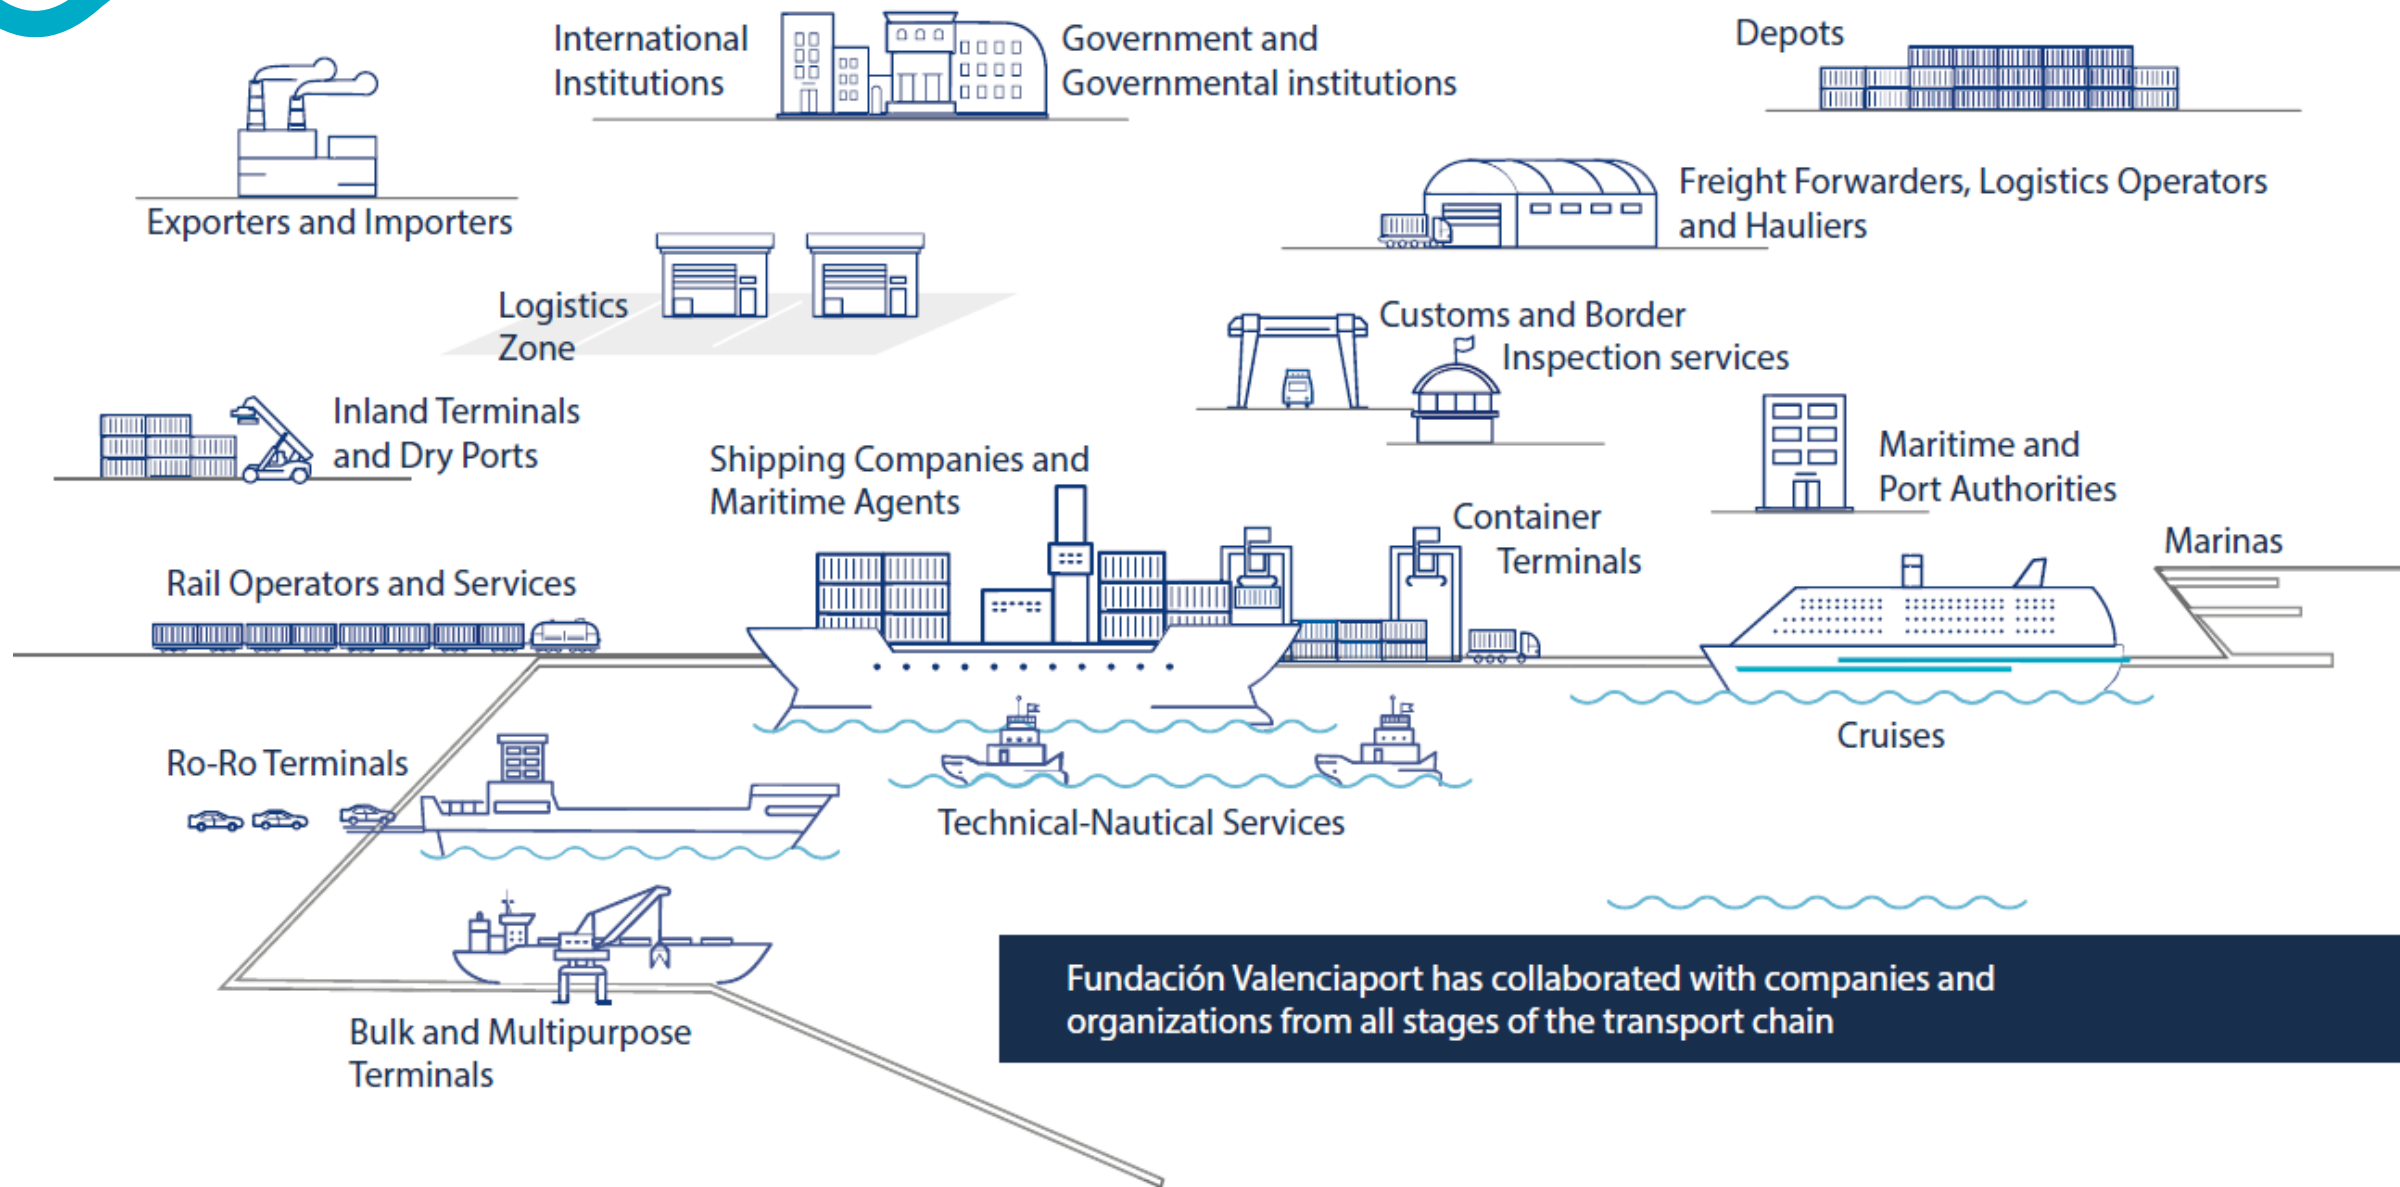 International
Institutions
Government and
Governmental institutions
Depots
Exporters and Importers
Freight Forwarders, Logistics Operators
and Hauliers
Logistics
Zone
Customs and Border
Inspection services
Inland Terminals
and Dry Ports
Shipping Companies and
Maritime Agents
Maritime and
Port Authorities
Container
Terminals
Marinas
Rail Operators and Services
Cruises
Ro-Ro Terminals
Technical-Nautical Services
Fundación Valenciaport has collaborated with companies and
organizations from all stages of the transport chain
Bulk and Multipurpose
Terminals